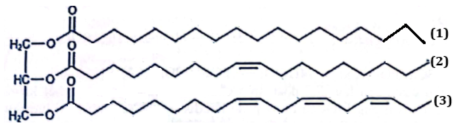 O
H₂C O (1)
O
HC O (2)
O
H₂C O (3)